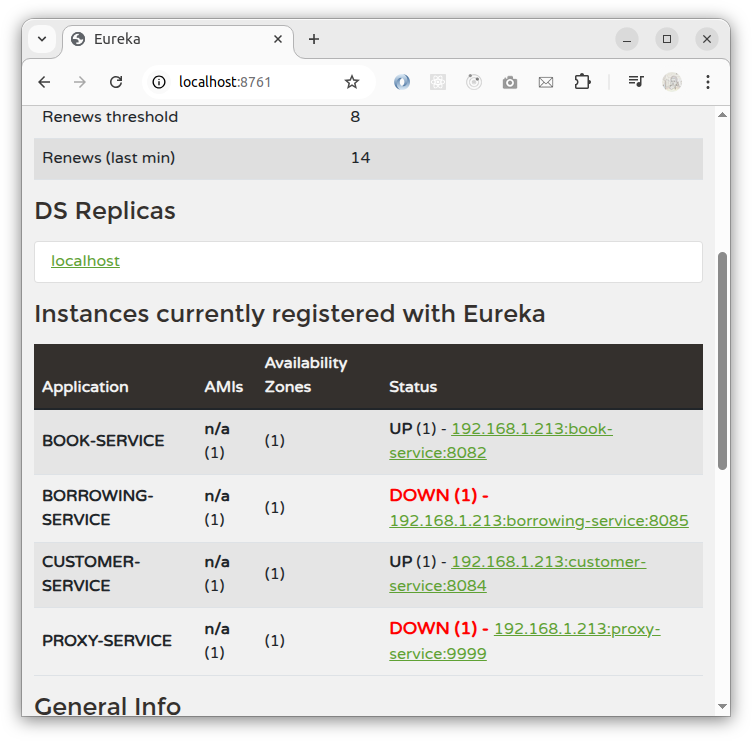 Eureka
localhost:8761
Renews threshold 8
Renews (last min) 14
DS Replicas
localhost
Instances currently registered with Eureka
Availability
Application AMIs Zones Status
BOOK-SERVICE n/a (1) (1) UP (1) - 192.168.1.213:book-
service:8082
BORROWING-
SERVICE n/a (1) (1) DOWN (1) -
192.168.1.213:borrowing-service:8085
CUSTOMER-
SERVICE n/a (1) (1) UP (1) - 192.168.1.213:customer-
service:8084
PROXY-SERVICE n/a (1) (1) DOWN (1) - 192.168.1.213:proxy-
service:9999
General Info